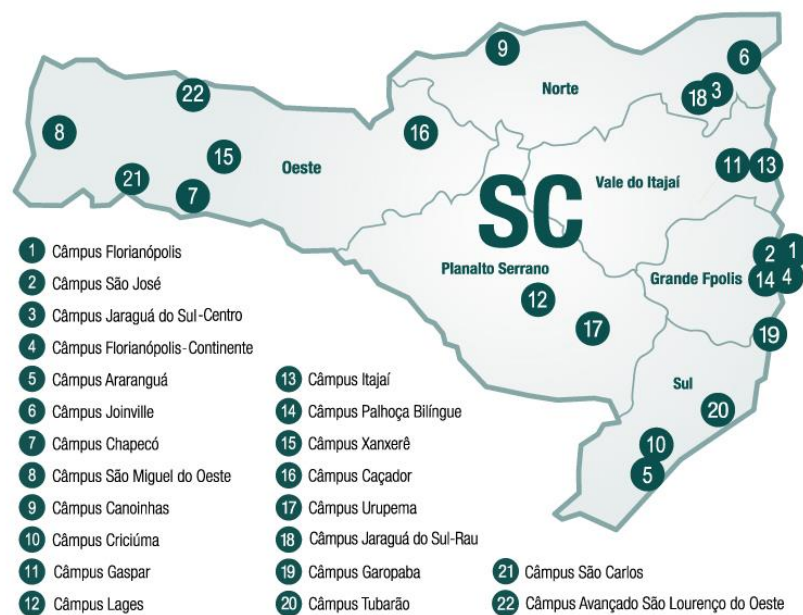 9
6
Norte
22
18
3
8
16
15
Oeste
11
13
Vale do Itajaí
21
7
SC
1
2
Planalto Serrano
Grande Fpolis
14
4
12
17
19
Sul
20
10
5
1 Câmpus Florianópolis
2 Câmpus São José
3 Câmpus Jaraguá do Sul-Centro
4 Câmpus Florianópolis-Continente
5 Câmpus Araranguá
6 Câmpus Joinville
7 Câmpus Chapecó
8 Câmpus São Miguel do Oeste
9 Câmpus Canoinhas
10 Câmpus Criciúma
11 Câmpus Gaspar
12 Câmpus Lages
13 Câmpus Itajaí
14 Câmpus Palhoça Bilíngue
15 Câmpus Xanxerê
16 Câmpus Caçador
17 Câmpus Urupema
18 Câmpus Jaraguá do Sul-Rau
19 Câmpus Garopaba
20 Câmpus Tubarão
21 Câmpus São Carlos
22 Câmpus Avançado São Lourenço do Oeste